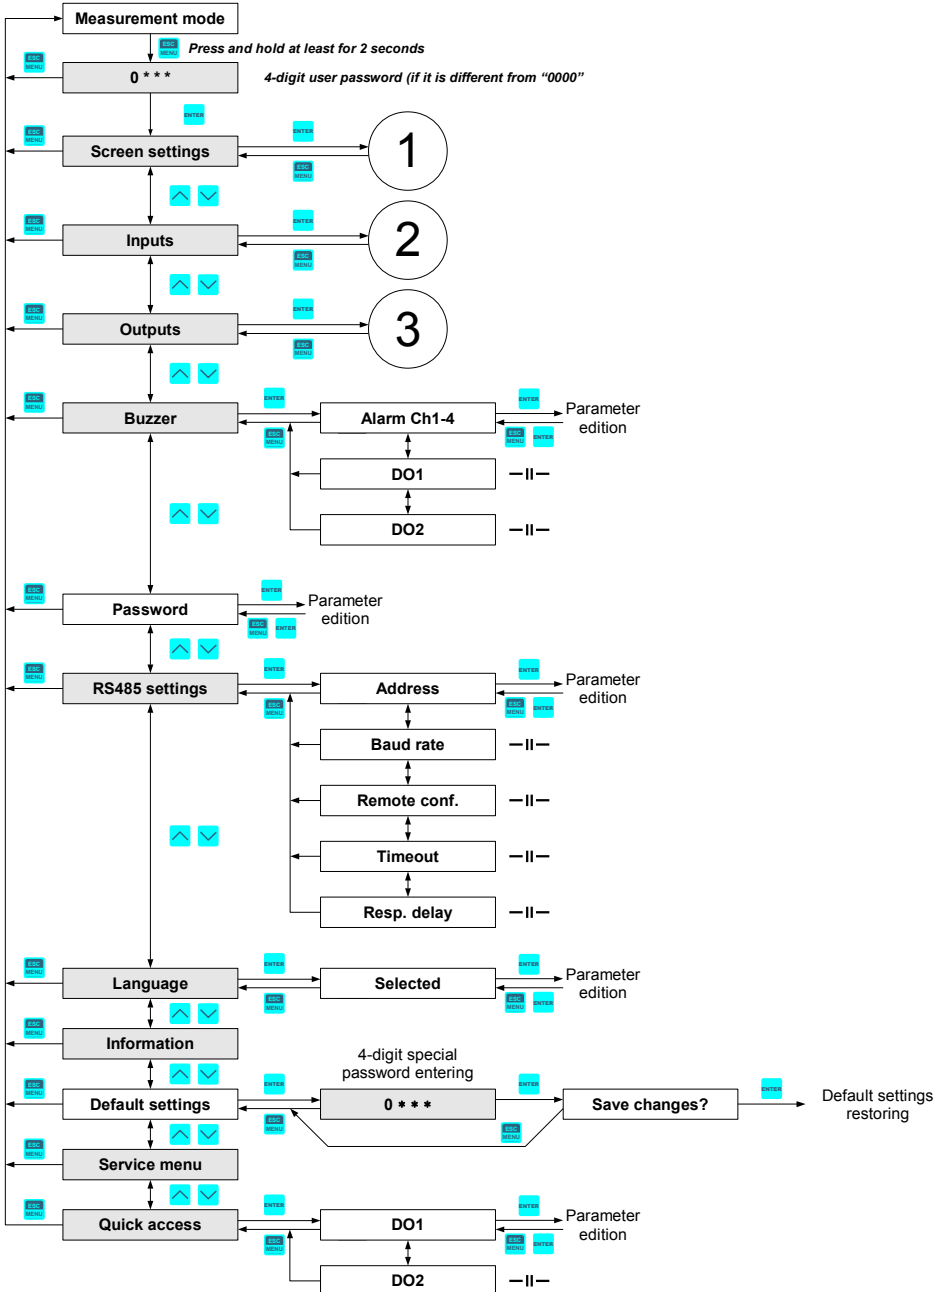 Measurement mode
ESC
MENU
Press and hold at least for 2 seconds
ESC
MENU
0 * * *
4-digit user password (if it is different from “0000”
ENTER
ESC
MENU
Screen settings
ENTER
ESC
MENU
1
ESC
MENU
Inputs
ENTER
ESC
MENU
2
ESC
MENU
Outputs
ENTER
ESC
MENU
3
ESC
MENU
Buzzer
ENTER
ESC
MENU
Alarm Ch1-4
ENTER
ESC
MENU
ENTER
Parameter
edition
DO1
DO2
ESC
MENU
Password
ENTER
ESC
MENU
ENTER
Parameter
edition
ESC
MENU
RS485 settings
ENTER
ESC
MENU
Address
ENTER
ESC
MENU
ENTER
Parameter
edition
Baud rate
Remote conf.
Timeout
Resp. delay
ESC
MENU
Language
ENTER
ESC
MENU
Selected
ENTER
ESC
MENU
ENTER
Parameter
edition
ESC
MENU
Information
4-digit special
password entering
ESC
MENU
Default settings
ENTER
ESC
MENU
0 * * *
ENTER
ESC
MENU
Save changes?
ENTER
Default settings
restoring
ESC
MENU
Service menu
ESC
MENU
Quick access
ENTER
ESC
MENU
DO1
ENTER
ESC
MENU
ENTER
Parameter
edition
DO2